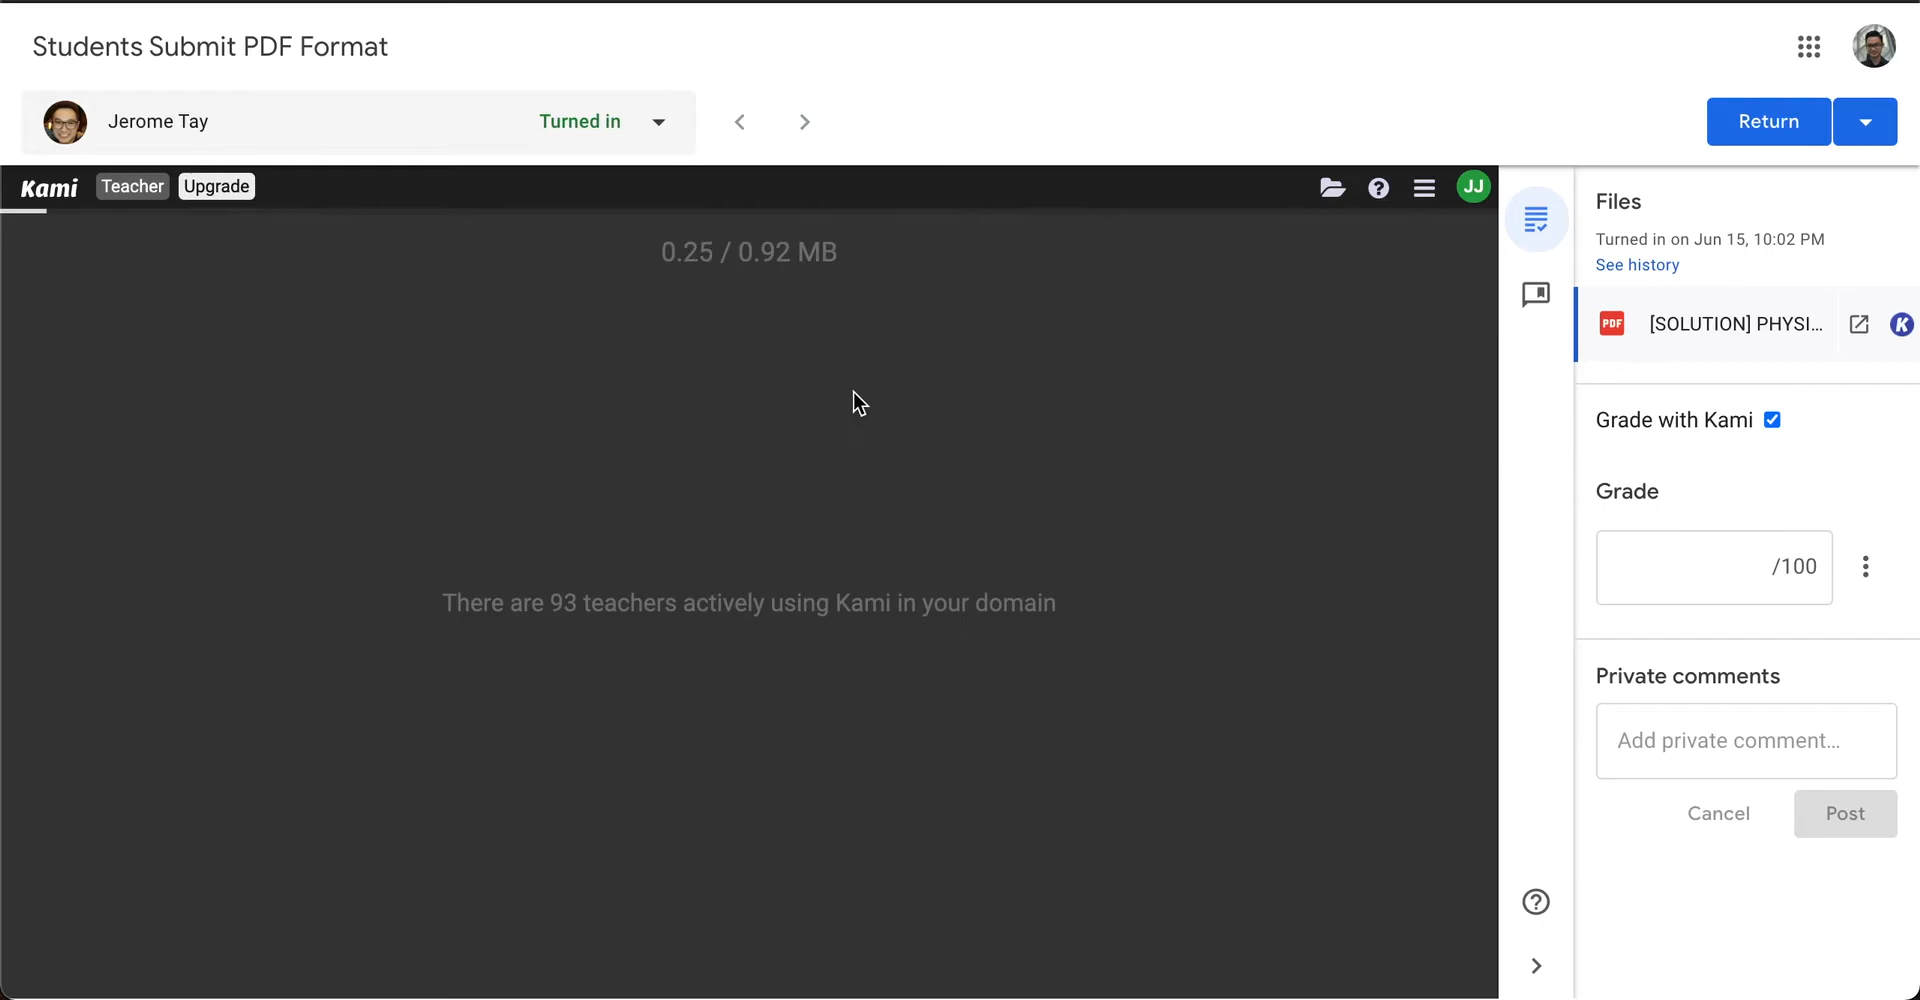 Students Submit PDF Format
Jerome Tay
Turned in
Return
Kami
Teacher
Upgrade
JJ
0.25 / 0.92 MB
There are 93 teachers actively using Kami in your domain
Files
Turned in on Jun 15, 10:02 PM
See history
PDF
[SOLUTION] PHYSI...
K
Grade with Kami
Grade
/100
Private comments
Add private comment...
Cancel
Post